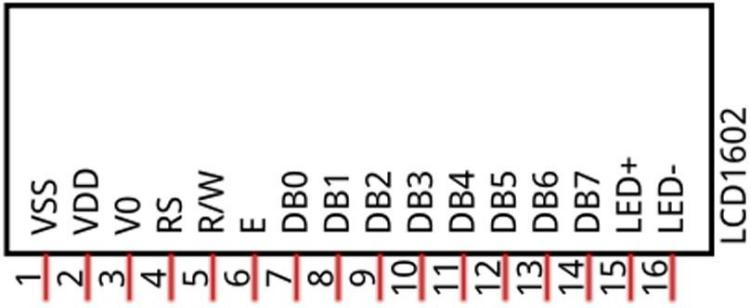 VSS
VDD
V0
RS
R/W
E
DB0
DB1
DB2
DB3
DB4
DB5
DB6
DB7
LED+
LED-
LCD1602
1
2
3
4
5
6
7
8
9
10
11
12
13
14
15
16